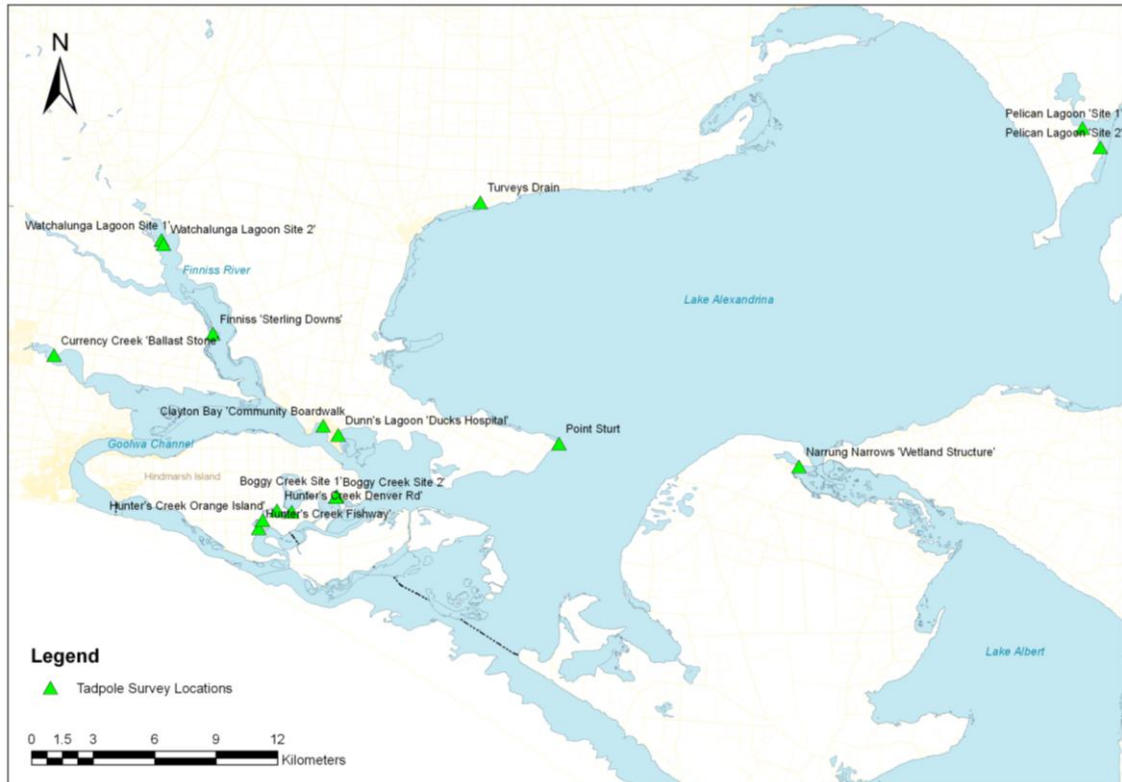 N
Pelican Lagoon 'Site 1'
Pelican Lagoon 'Site 2'
Turveys Drain
Watchalunga Lagoon Site 1'
Watchalunga Lagoon Site 2'
Finniss River
Lake Alexandrina
Finniss 'Sterling Downs'
Currency Creek 'Ballast Stone'
Clayton Bay 'Community Boardwalk
Dunn's Lagoon 'Ducks Hospital'
Point Sturt
Goolwa Channel
Narrung Narrows 'Wetland Structure'
Hindmarsh Island
Boggy Creek Site 1'
'Boggy Creek Site 2'
Hunter's Creek Denver Rd'
Hunter's Creek Orange Island'
'Hunter's Creek Fishway'
Lake Albert
Legend
Tadpole Survey Locations
0 1.5 3 6 9 12
Kilometers